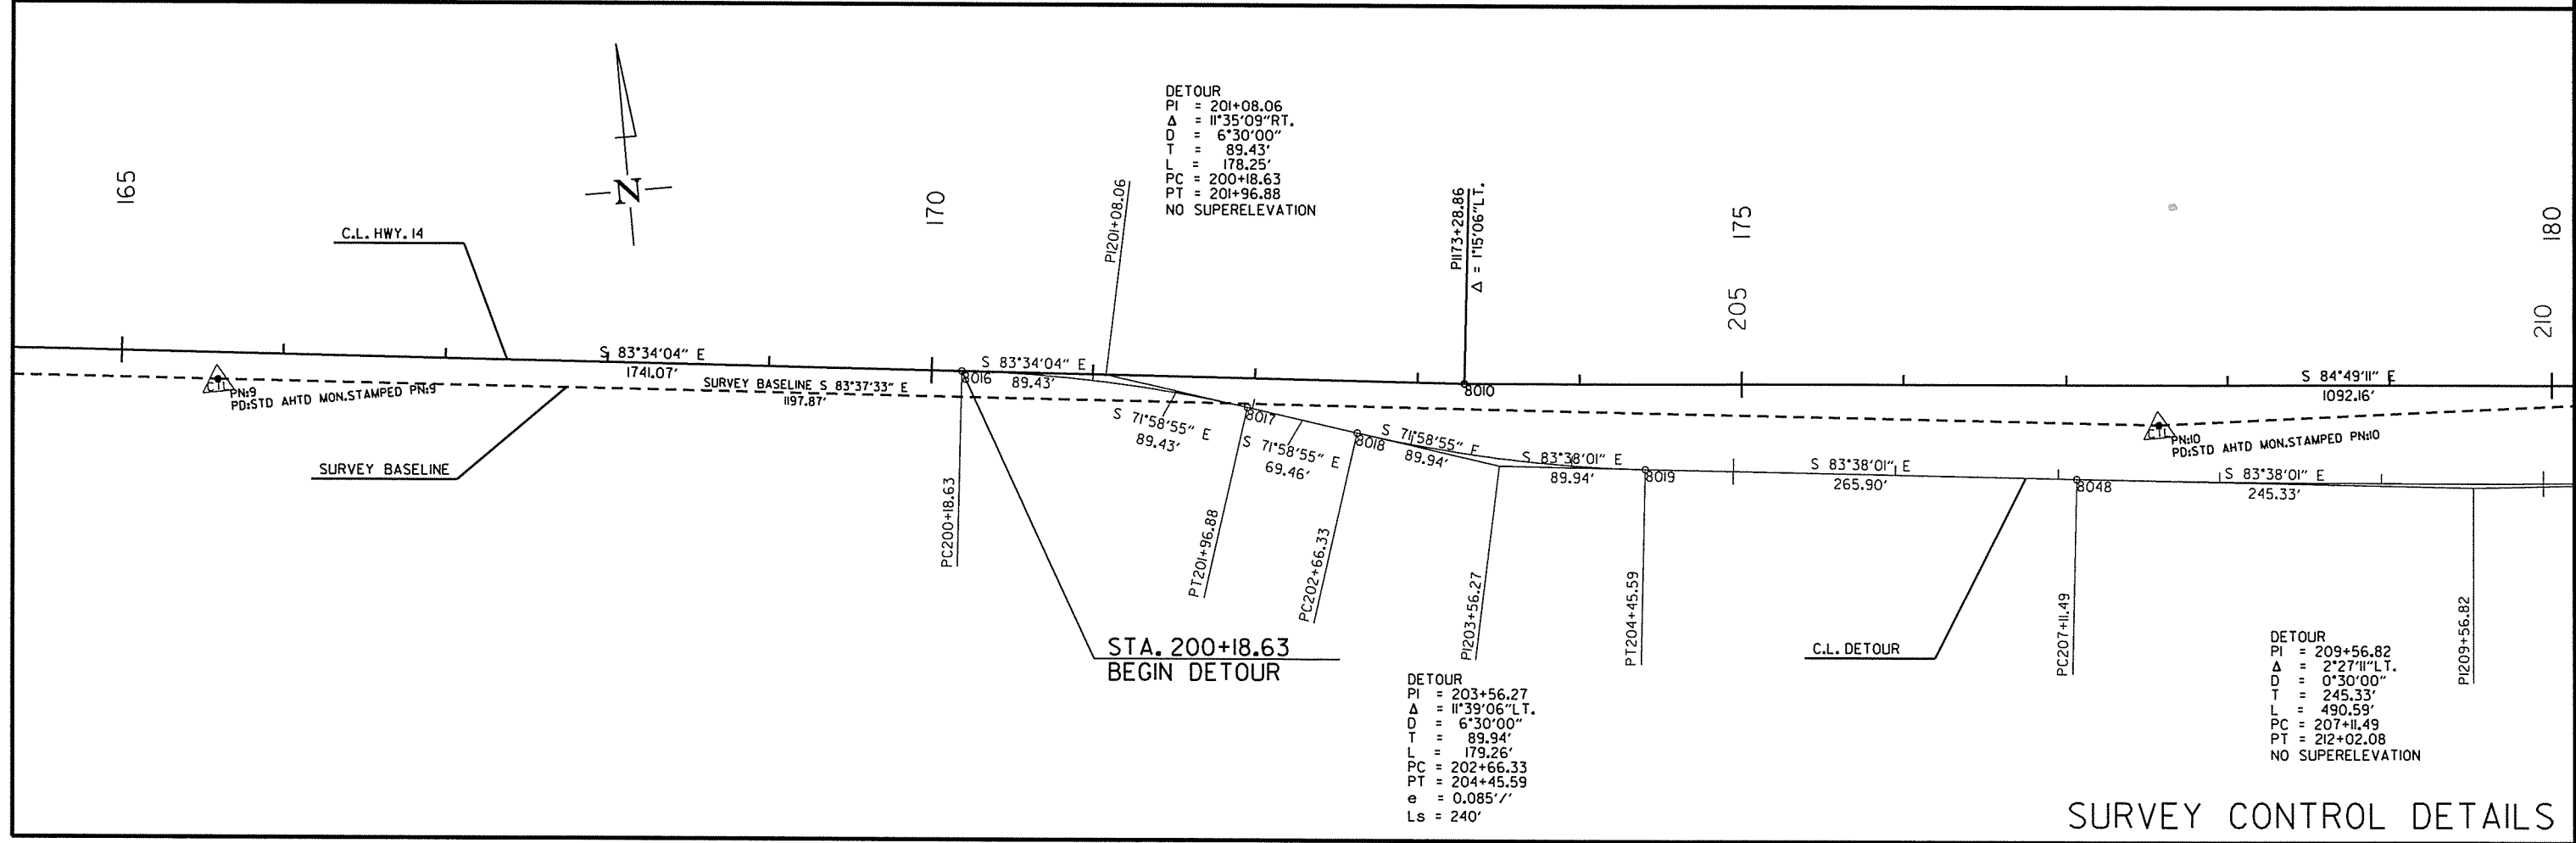 DETOUR
PI = 201+08.06
Δ = 11°35'09"RT.
D = 6°30'00"
T = 89.43'
L = 178.25'
PC = 200+18.63
PT = 201+96.88
NO SUPERELEVATION
165
170
175
180
205
210
N
C.L. HWY. 14
PI201+08.06
PI173+28.86
Δ = 1°15'06"LT.
S 83°34'04" E
1741.07'
SURVEY BASELINE S 83°37'33" E
1197.87'
S 83°34'04" E
89.43'
8016
8010
S 84°49'11" E
1092.16'
CTL
PN:9
PD:STD AHTD MON.STAMPED PN:9
SURVEY BASELINE
S 71°58'55" E
89.43'
8017
S 71°58'55" E
69.46'
8018
S 71°58'55" E
89.94'
S 83°38'01" E
89.94'
8019
S 83°38'01" E
265.90'
8048
S 83°38'01" E
245.33'
CTL
PN:10
PD:STD AHTD MON.STAMPED PN:10
PC200+18.63
PT201+96.88
PC202+66.33
PI203+56.27
PT204+45.59
PC207+11.49
PI209+56.82
STA. 200+18.63
BEGIN DETOUR
C.L. DETOUR
DETOUR
PI = 203+56.27
Δ = 11°39'06"LT.
D = 6°30'00"
T = 89.94'
L = 179.26'
PC = 202+66.33
PT = 204+45.59
e = 0.085'/'
Ls = 240'
DETOUR
PI = 209+56.82
Δ = 2°27'11"LT.
D = 0°30'00"
T = 245.33'
L = 490.59'
PC = 207+11.49
PT = 212+02.08
NO SUPERELEVATION
SURVEY CONTROL DETAILS